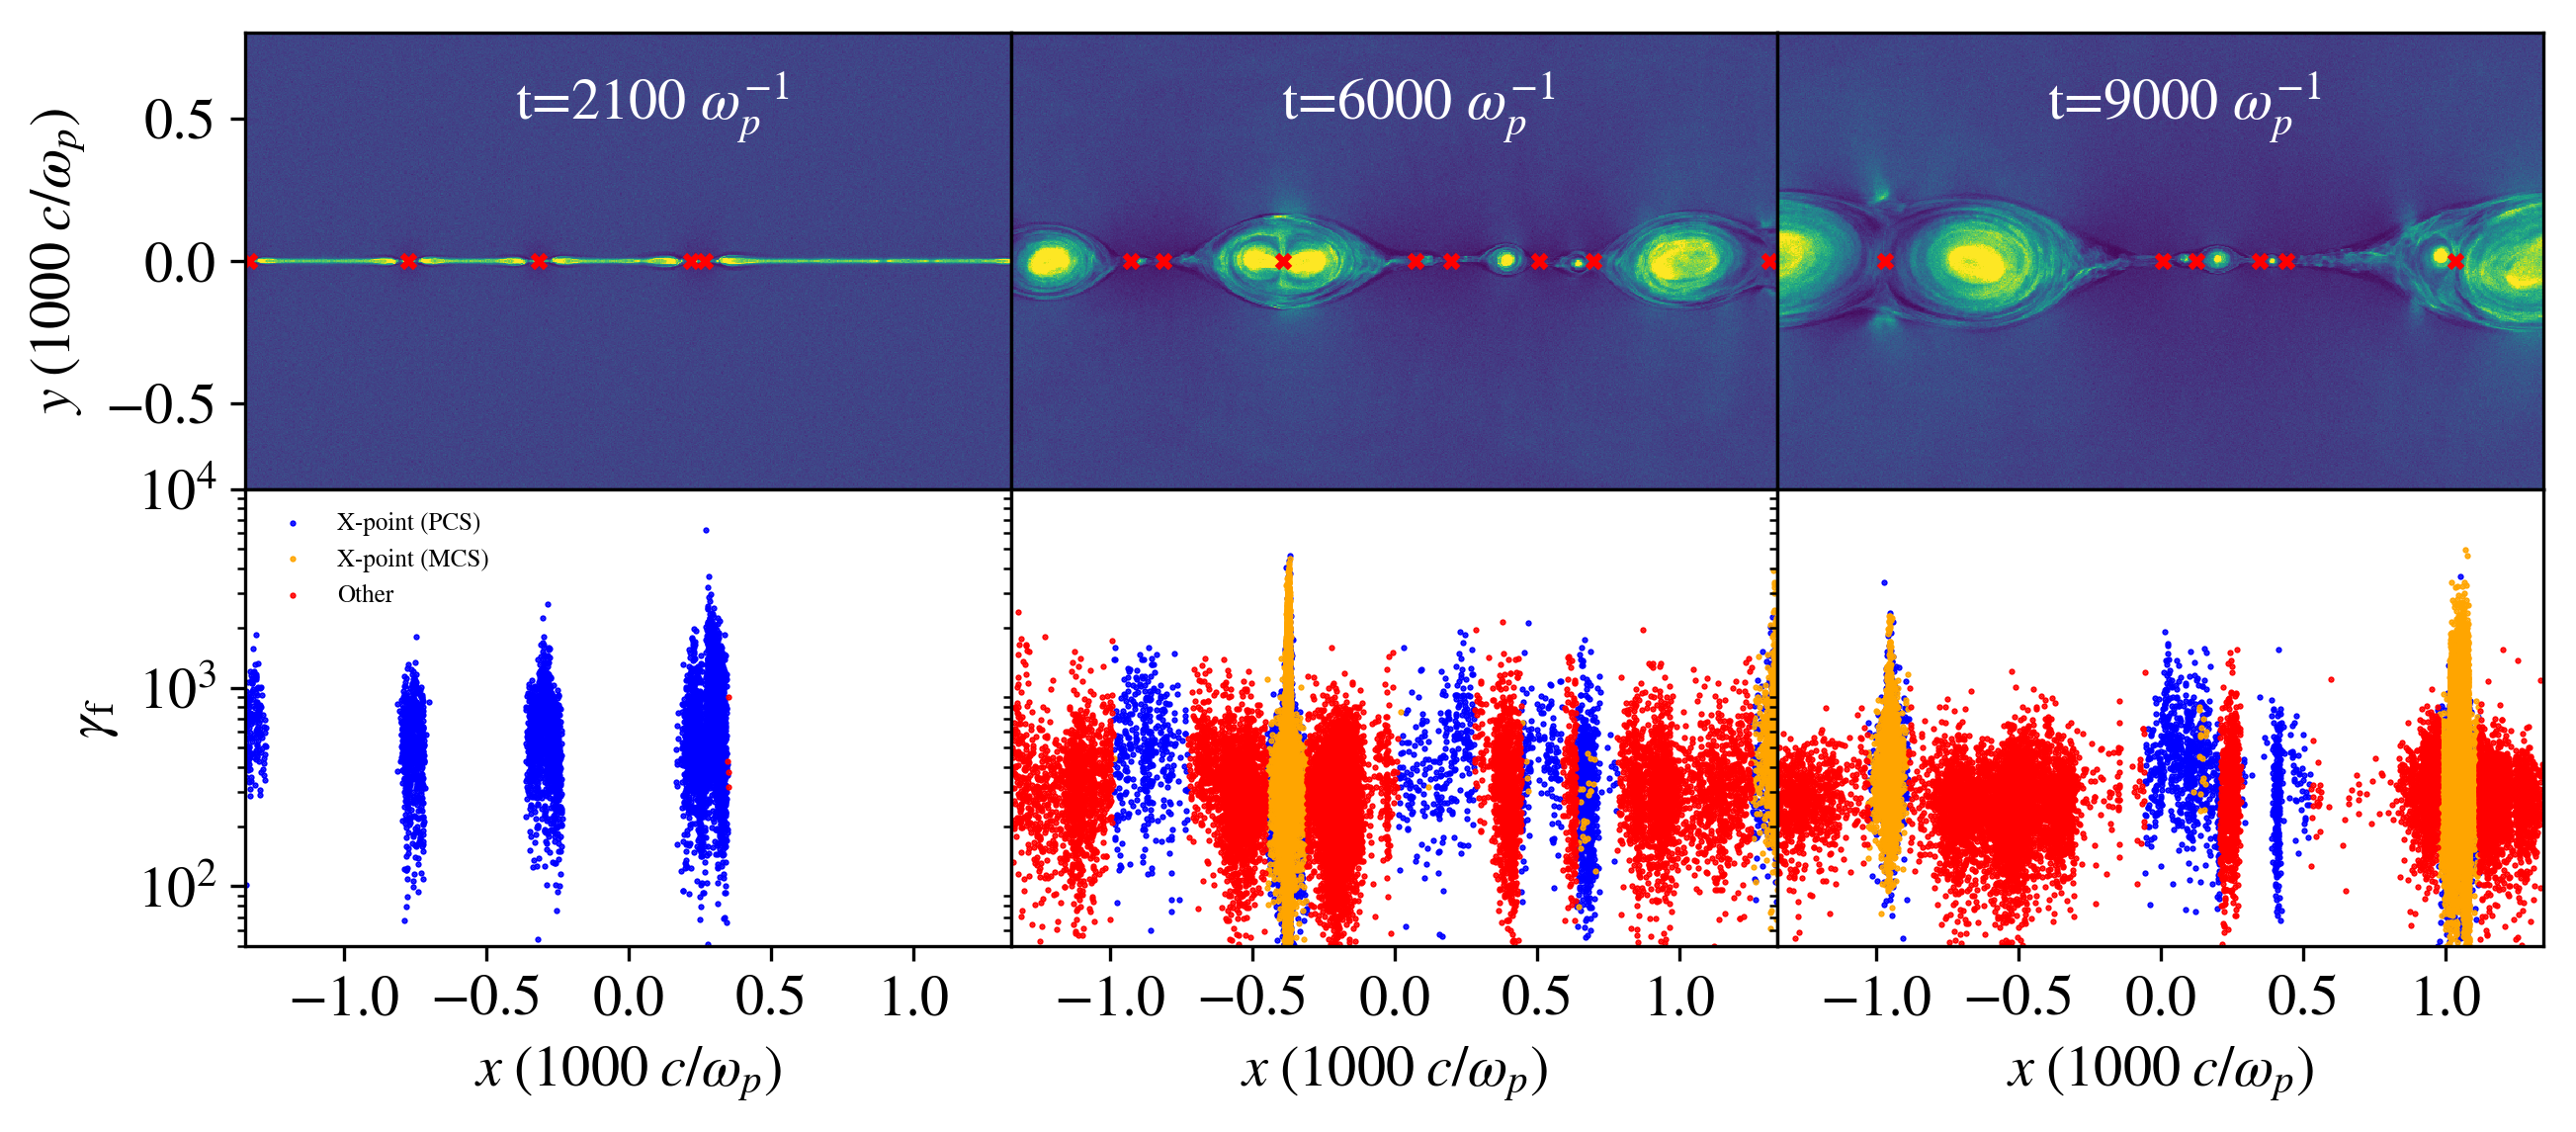 t=2100 ω_p^{−1}
t=6000 ω_p^{−1}
t=9000 ω_p^{−1}
y (1000 c/ω_p)
0.5
0.0
−0.5
10^4
10^3
10^2
γ_f
X-point (PCS)
X-point (MCS)
Other
−1.0 −0.5 0.0 0.5 1.0
−1.0 −0.5 0.0 0.5 1.0
−1.0 −0.5 0.0 0.5 1.0
x (1000 c/ω_p)
x (1000 c/ω_p)
x (1000 c/ω_p)